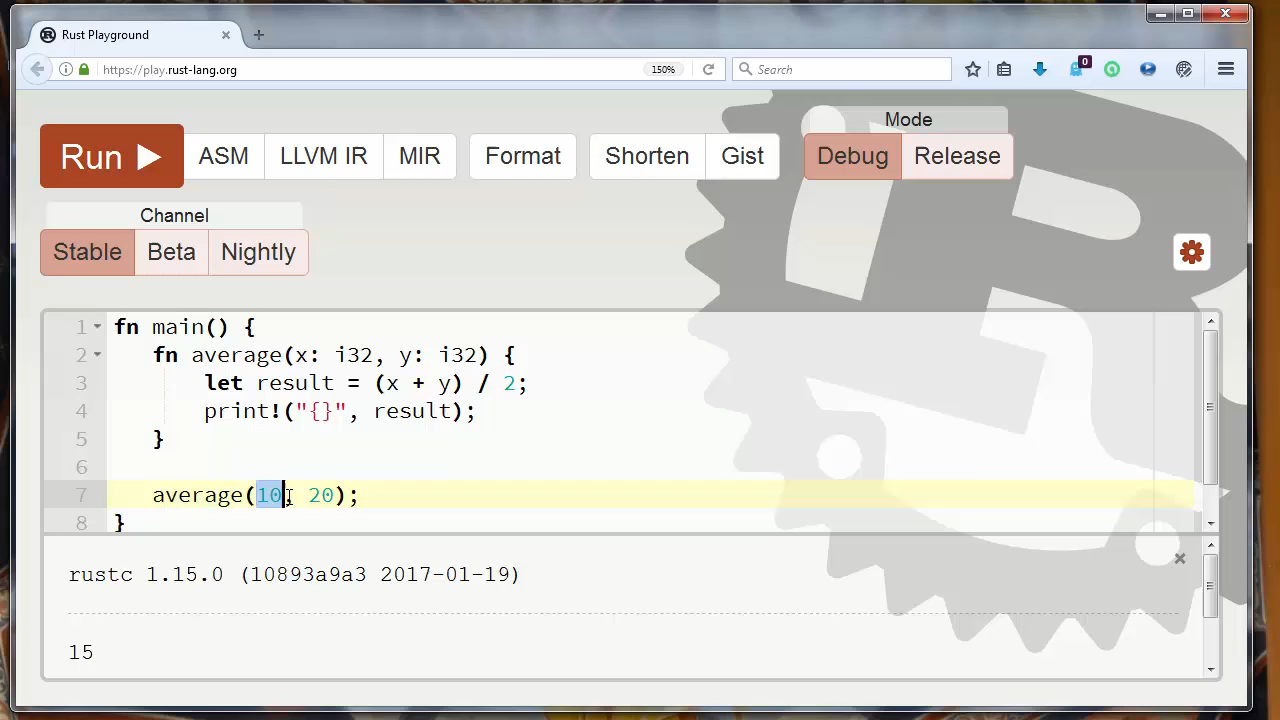 Rust Playground
https://play.rust-lang.org 150% Search 0
Mode
Run ASM LLVM IR MIR Format Shorten Gist Debug Release
Channel
Stable Beta Nightly
1 fn main() {
2 fn average(x: i32, y: i32) {
3 let result = (x + y) / 2;
4 print!("{}", result);
5 }
6
7 average(10, 20);
8 }
rustc 1.15.0 (10893a9a3 2017-01-19)
15